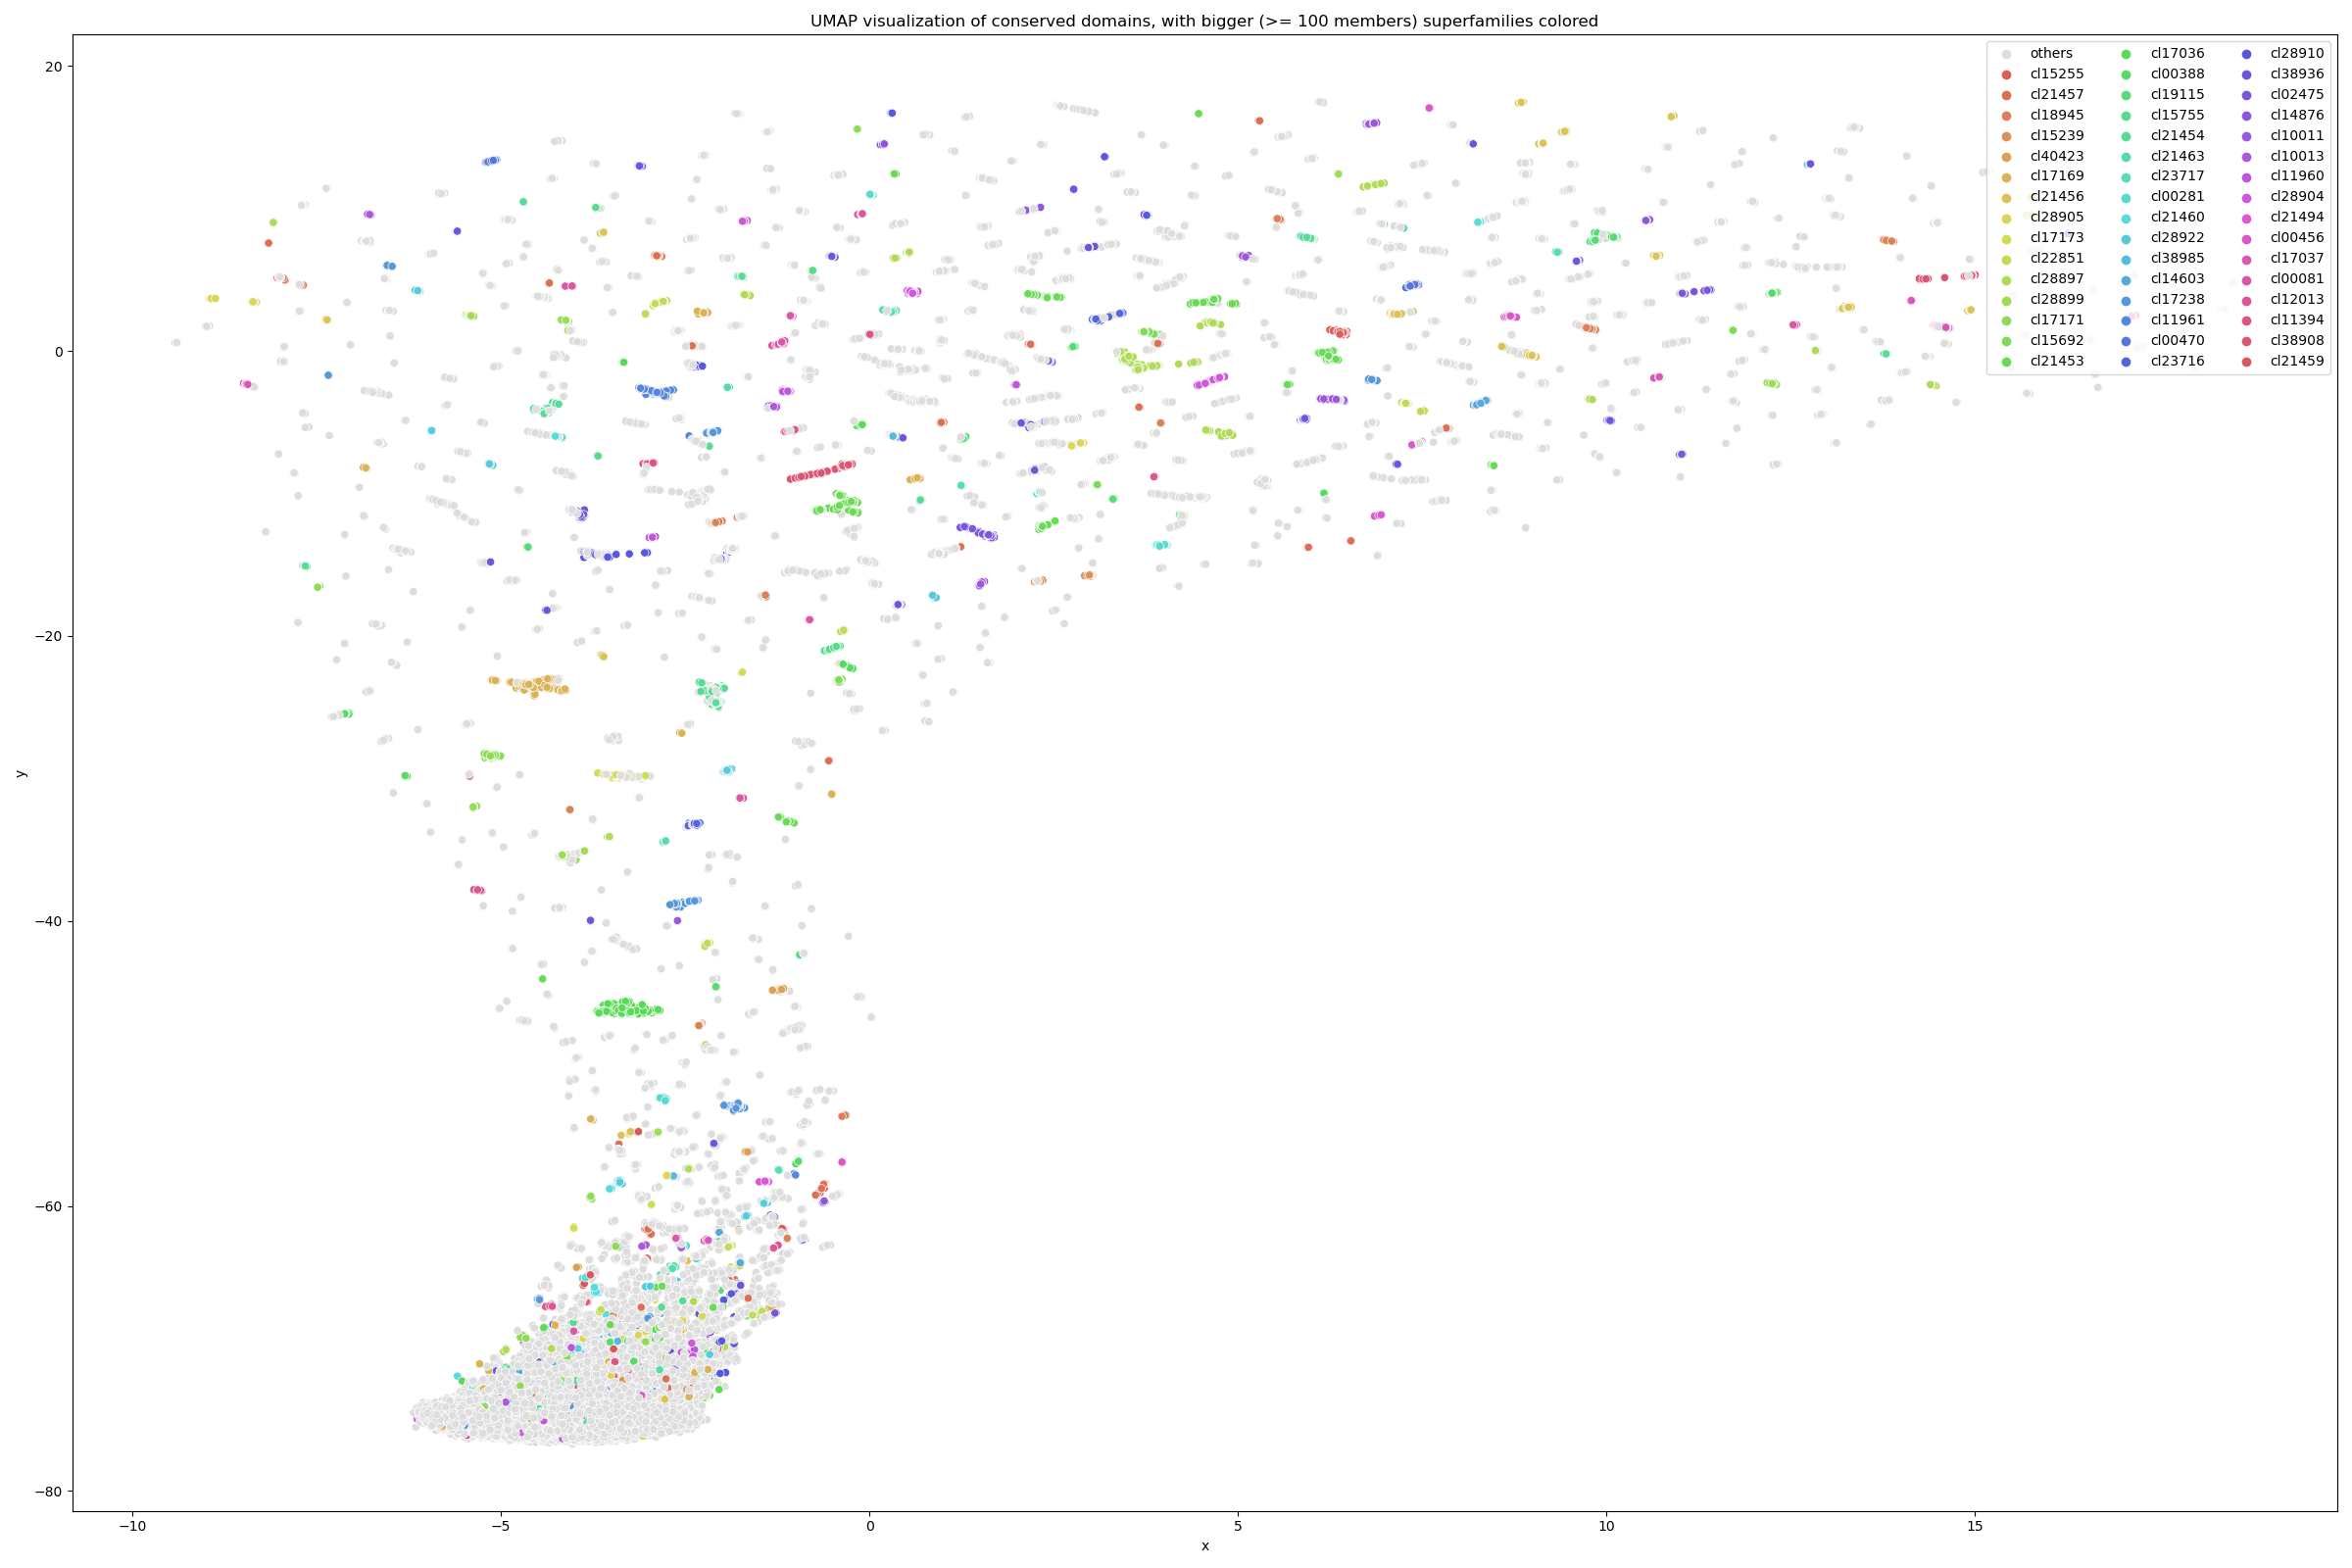 UMAP visualization of conserved domains, with bigger (>= 100 members) superfamilies colored
20
0
−20
−40
−60
−80
y
−10
−5
0
5
10
15
x
others
cl15255
cl21457
cl18945
cl15239
cl40423
cl17169
cl21456
cl28905
cl17173
cl22851
cl28897
cl28899
cl17171
cl15692
cl21453
cl17036
cl00388
cl19115
cl15755
cl21454
cl21463
cl23717
cl00281
cl21460
cl28922
cl38985
cl14603
cl17238
cl11961
cl00470
cl23716
cl28910
cl38936
cl02475
cl14876
cl10011
cl10013
cl11960
cl28904
cl21494
cl00456
cl17037
cl00081
cl12013
cl11394
cl38908
cl21459